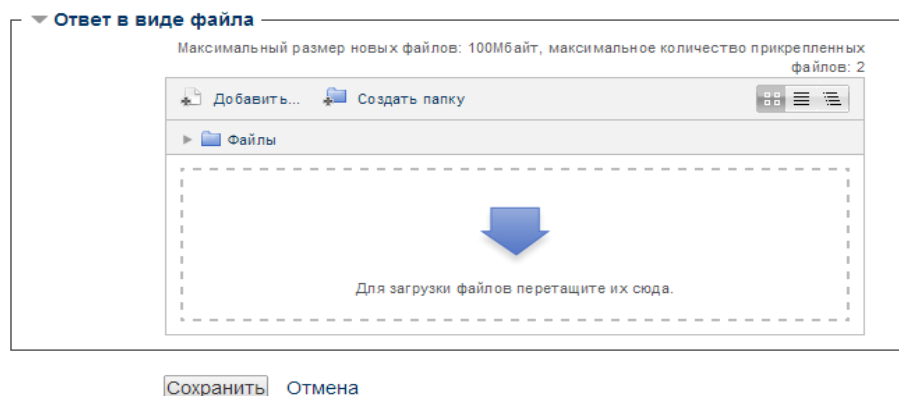 Ответ в виде файла
Максимальный размер новых файлов: 100Мбайт, максимальное количество прикрепленных
файлов: 2
Добавить... Создать папку
Файлы
Для загрузки файлов перетащите их сюда.
Сохранить Отмена